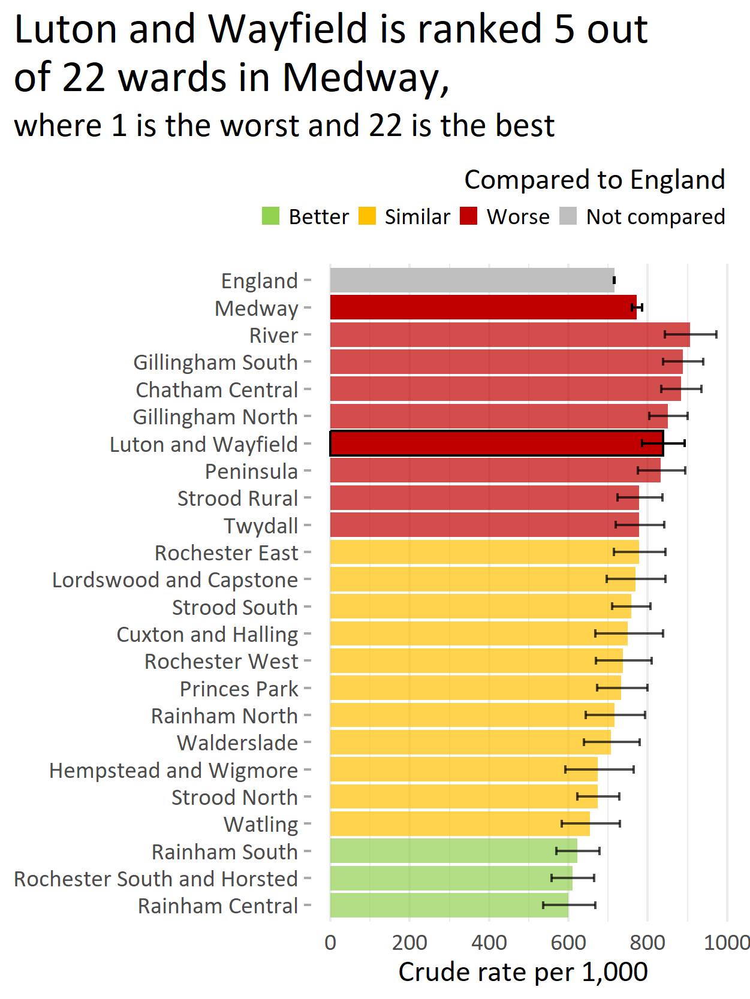 Luton and Wayfield is ranked 5 out
of 22 wards in Medway,
where 1 is the worst and 22 is the best
Compared to England
Better Similar Worse Not compared
England
Medway
River
Gillingham South
Chatham Central
Gillingham North
Luton and Wayfield
Peninsula
Strood Rural
Twydall
Rochester East
Lordswood and Capstone
Strood South
Cuxton and Halling
Rochester West
Princes Park
Rainham North
Walderslade
Hempstead and Wigmore
Strood North
Watling
Rainham South
Rochester South and Horsted
Rainham Central
0 200 400 600 800 1000
Crude rate per 1,000